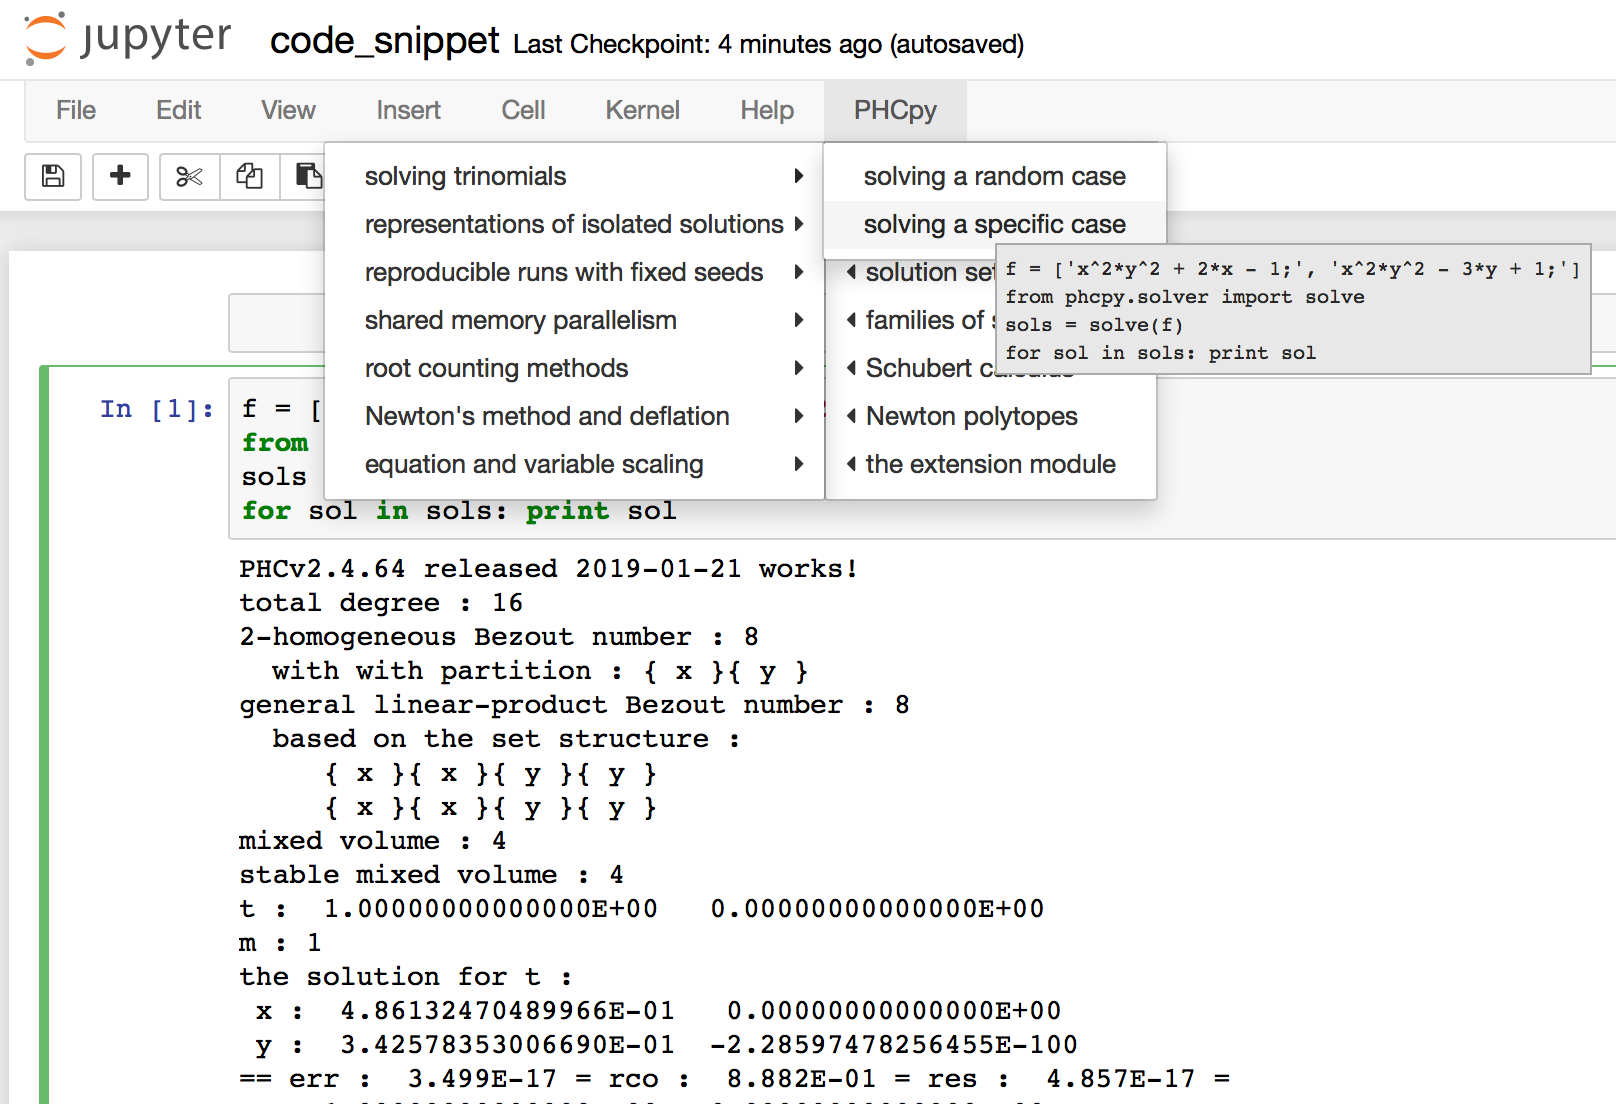 jupyter code_snippet Last Checkpoint: 4 minutes ago (autosaved)
File Edit View Insert Cell Kernel Help PHCpy
solving trinomials
representations of isolated solutions
reproducible runs with fixed seeds
shared memory parallelism
root counting methods
Newton's method and deflation
equation and variable scaling
solving a random case
solving a specific case
solution set
families of
Schubert calculus
Newton polytopes
the extension module
f = ['x^2*y^2 + 2*x - 1;', 'x^2*y^2 - 3*y + 1;']
from phcpy.solver import solve
sols = solve(f)
for sol in sols: print sol
In [1]: f = [
from
sols
for sol in sols: print sol
PHCv2.4.64 released 2019-01-21 works!
total degree : 16
2-homogeneous Bezout number : 8
with with partition : { x }{ y }
general linear-product Bezout number : 8
based on the set structure :
{ x }{ x }{ y }{ y }
{ x }{ x }{ y }{ y }
mixed volume : 4
stable mixed volume : 4
t : 1.00000000000000E+00 0.00000000000000E+00
m : 1
the solution for t :
x : 4.86132470489966E-01 0.00000000000000E+00
y : 3.42578353006690E-01 -2.28597478256455E-100
== err : 3.499E-17 = rco : 8.882E-01 = res : 4.857E-17 =